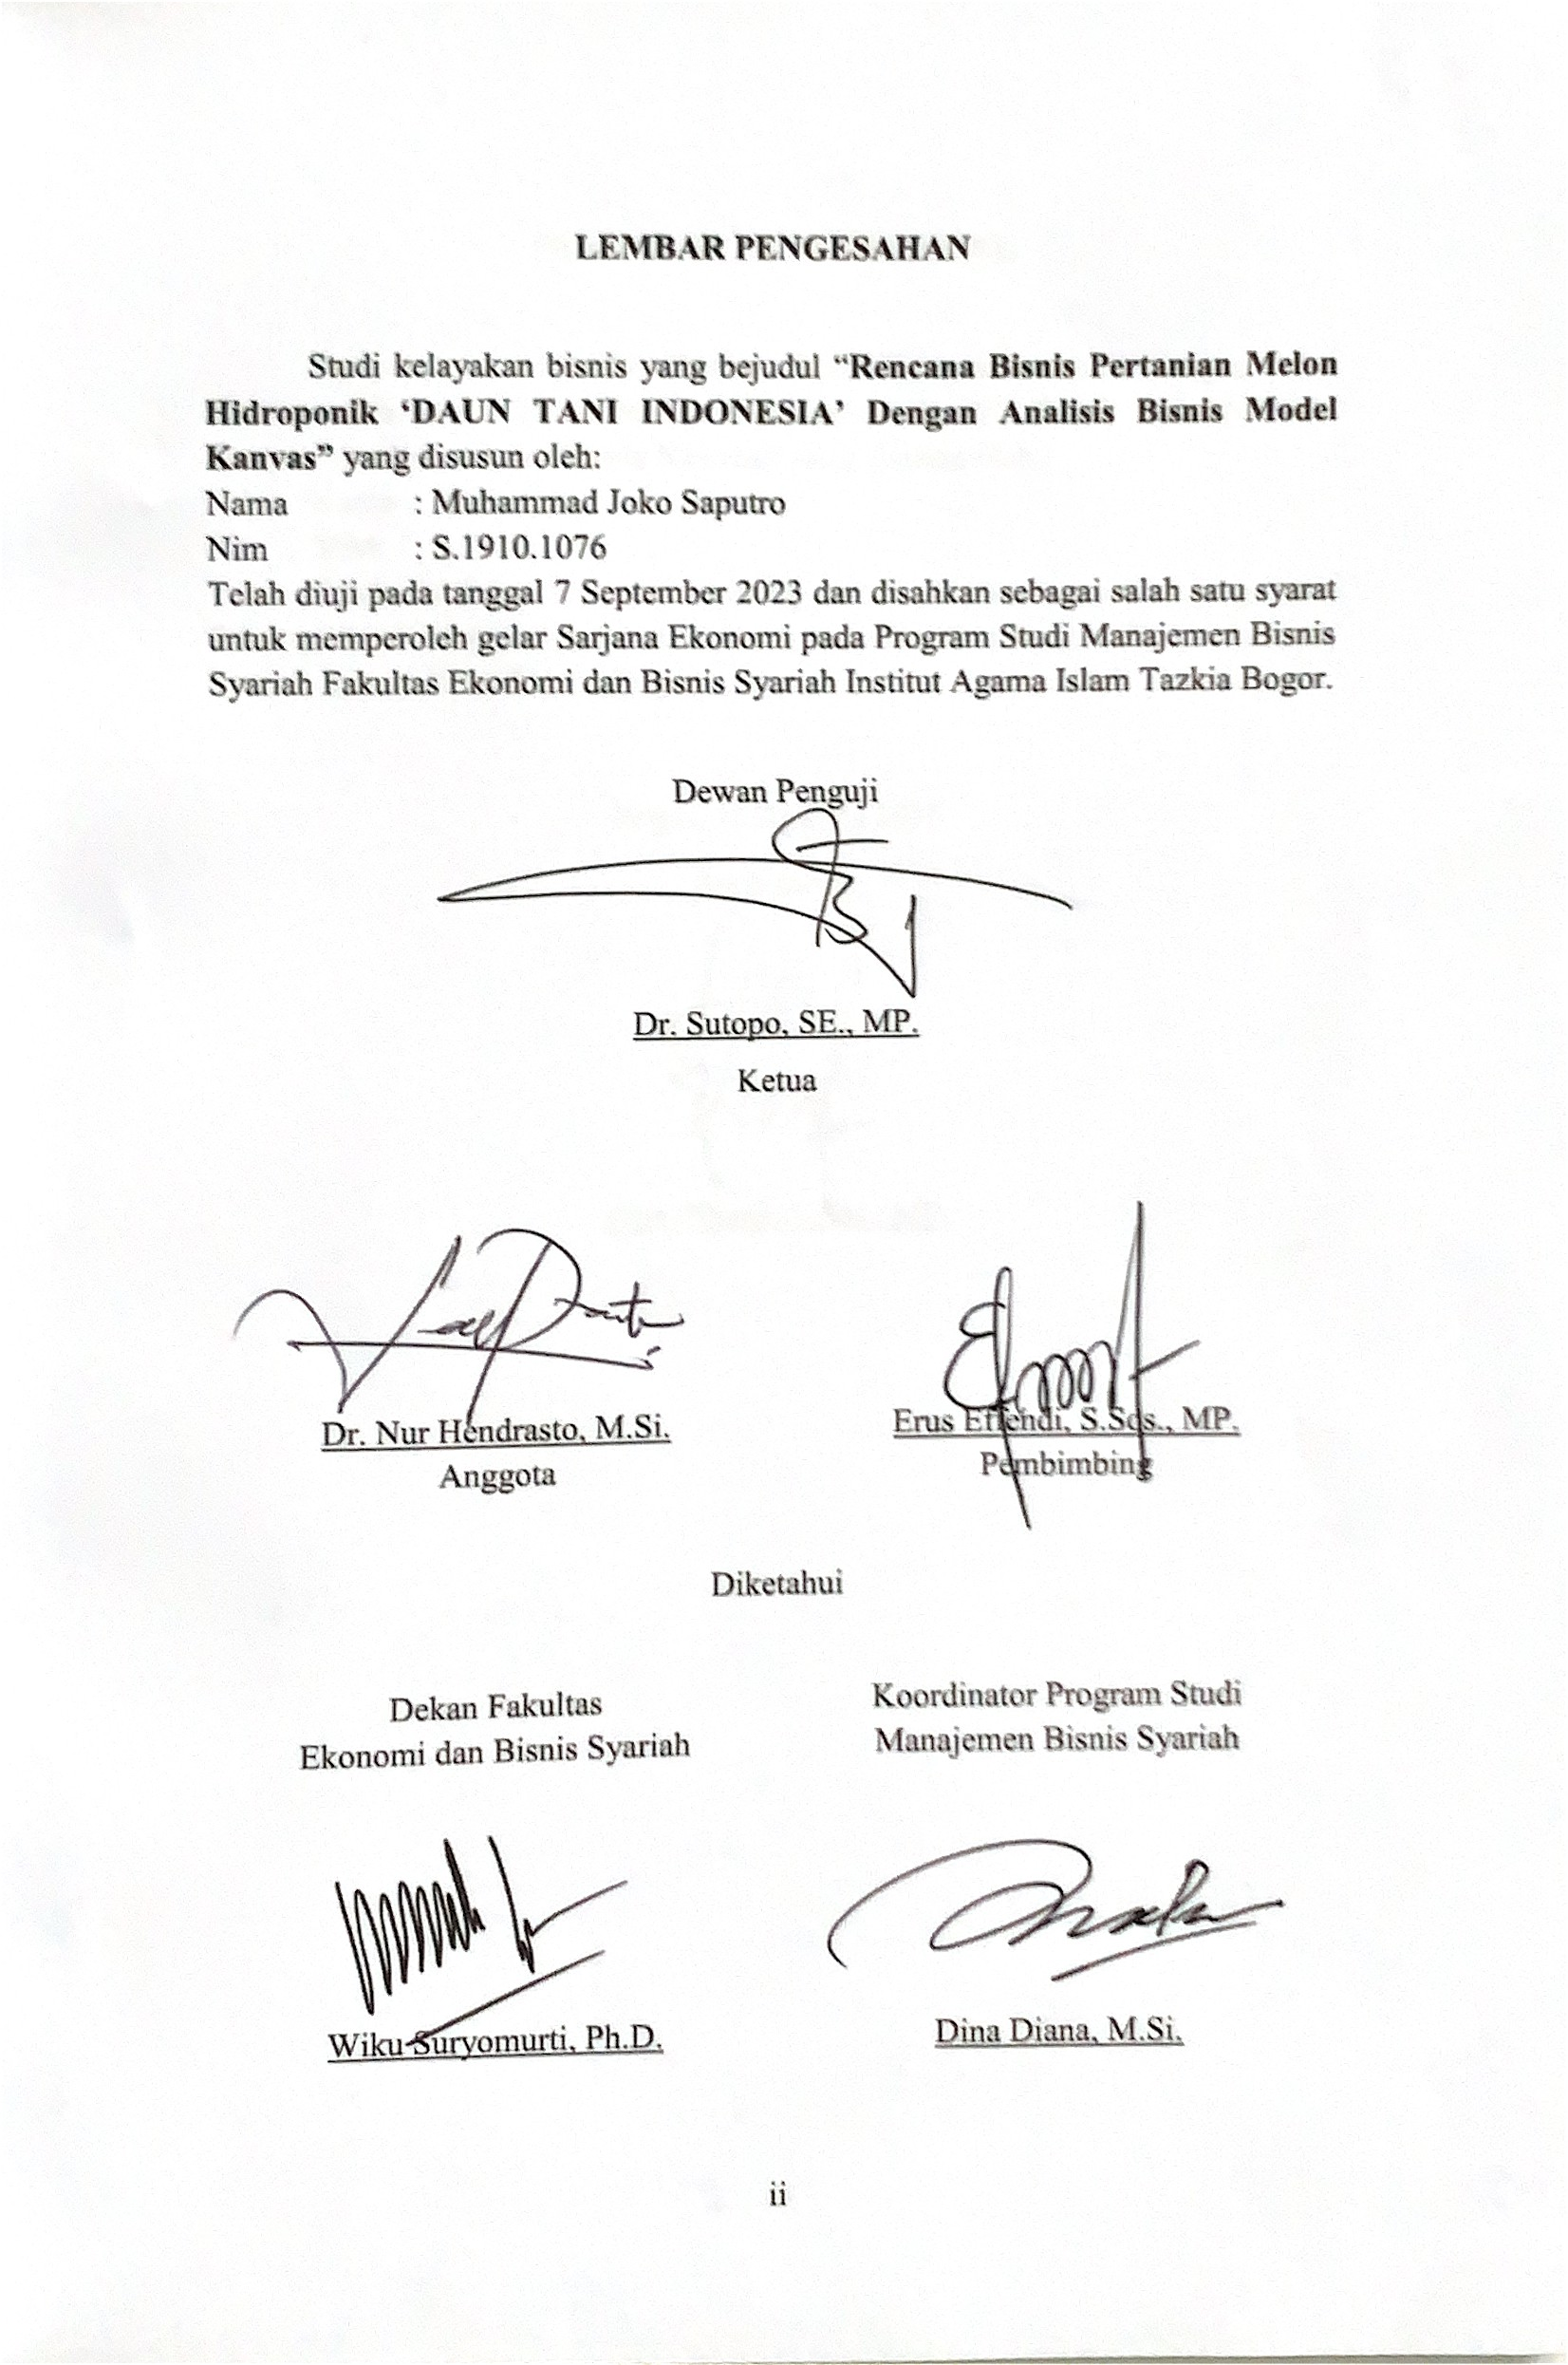 LEMBAR PENGESAHAN
Studi kelayakan bisnis yang bejudul “Rencana Bisnis Pertanian Melon
Hidroponik ‘DAUN TANI INDONESIA’ Dengan Analisis Bisnis Model
Kanvas” yang disusun oleh:
Nama : Muhammad Joko Saputro
Nim : S.1910.1076
Telah diuji pada tanggal 7 September 2023 dan disahkan sebagai salah satu syarat
untuk memperoleh gelar Sarjana Ekonomi pada Program Studi Manajemen Bisnis
Syariah Fakultas Ekonomi dan Bisnis Syariah Institut Agama Islam Tazkia Bogor.
Dewan Penguji
Dr. Sutopo, SE., MP.
Ketua
Dr. Nur Hendrasto, M.Si.
Anggota
Erus Effendi, S.Sos., MP.
Pembimbing
Diketahui
Dekan Fakultas
Ekonomi dan Bisnis Syariah
Koordinator Program Studi
Manajemen Bisnis Syariah
Wiku Suryomurti, Ph.D.
Dina Diana, M.Si.
ii